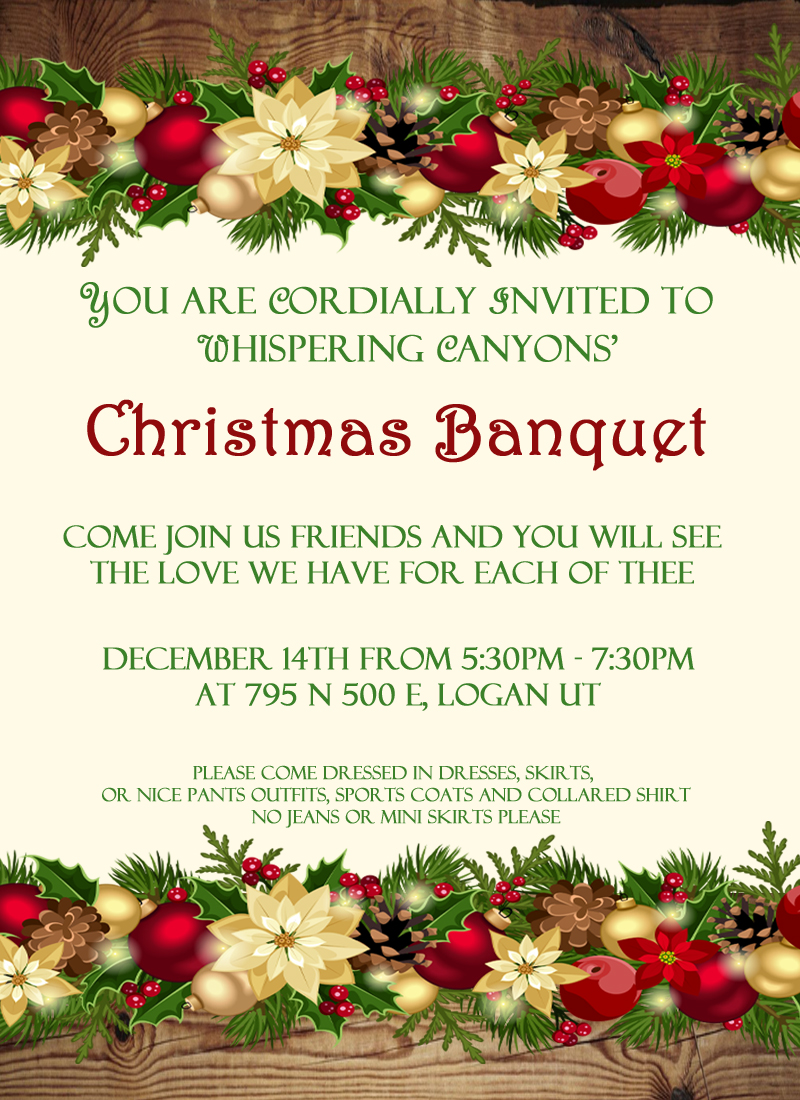 You are Cordially Invited to
Whispering Canyons'
Christmas Banquet
Come join us friends and you will see
the love we have for each of thee
December 14th from 5:30pm - 7:30pm
at 795 N 500 E, Logan UT
Please come dressed in dresses, skirts,
or nice pants outfits, sports coats and collared shirt
No jeans or mini skirts please